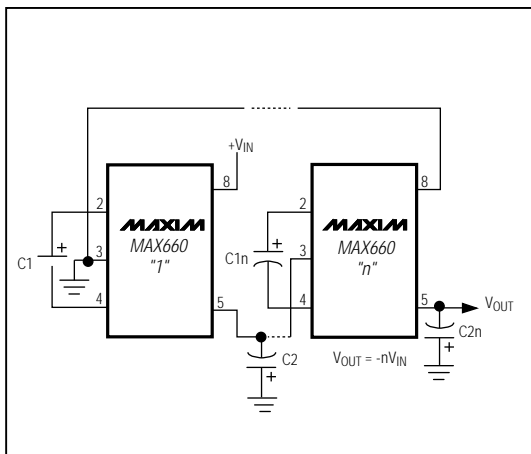 +VIN
8
8
2
2
MAXIM
MAXIM
C1
+
3
MAX660
"1"
C1n
+
3
MAX660
"n"
4
5
4
5
VOUT
C2
+
VOUT = -nVIN
C2n
+